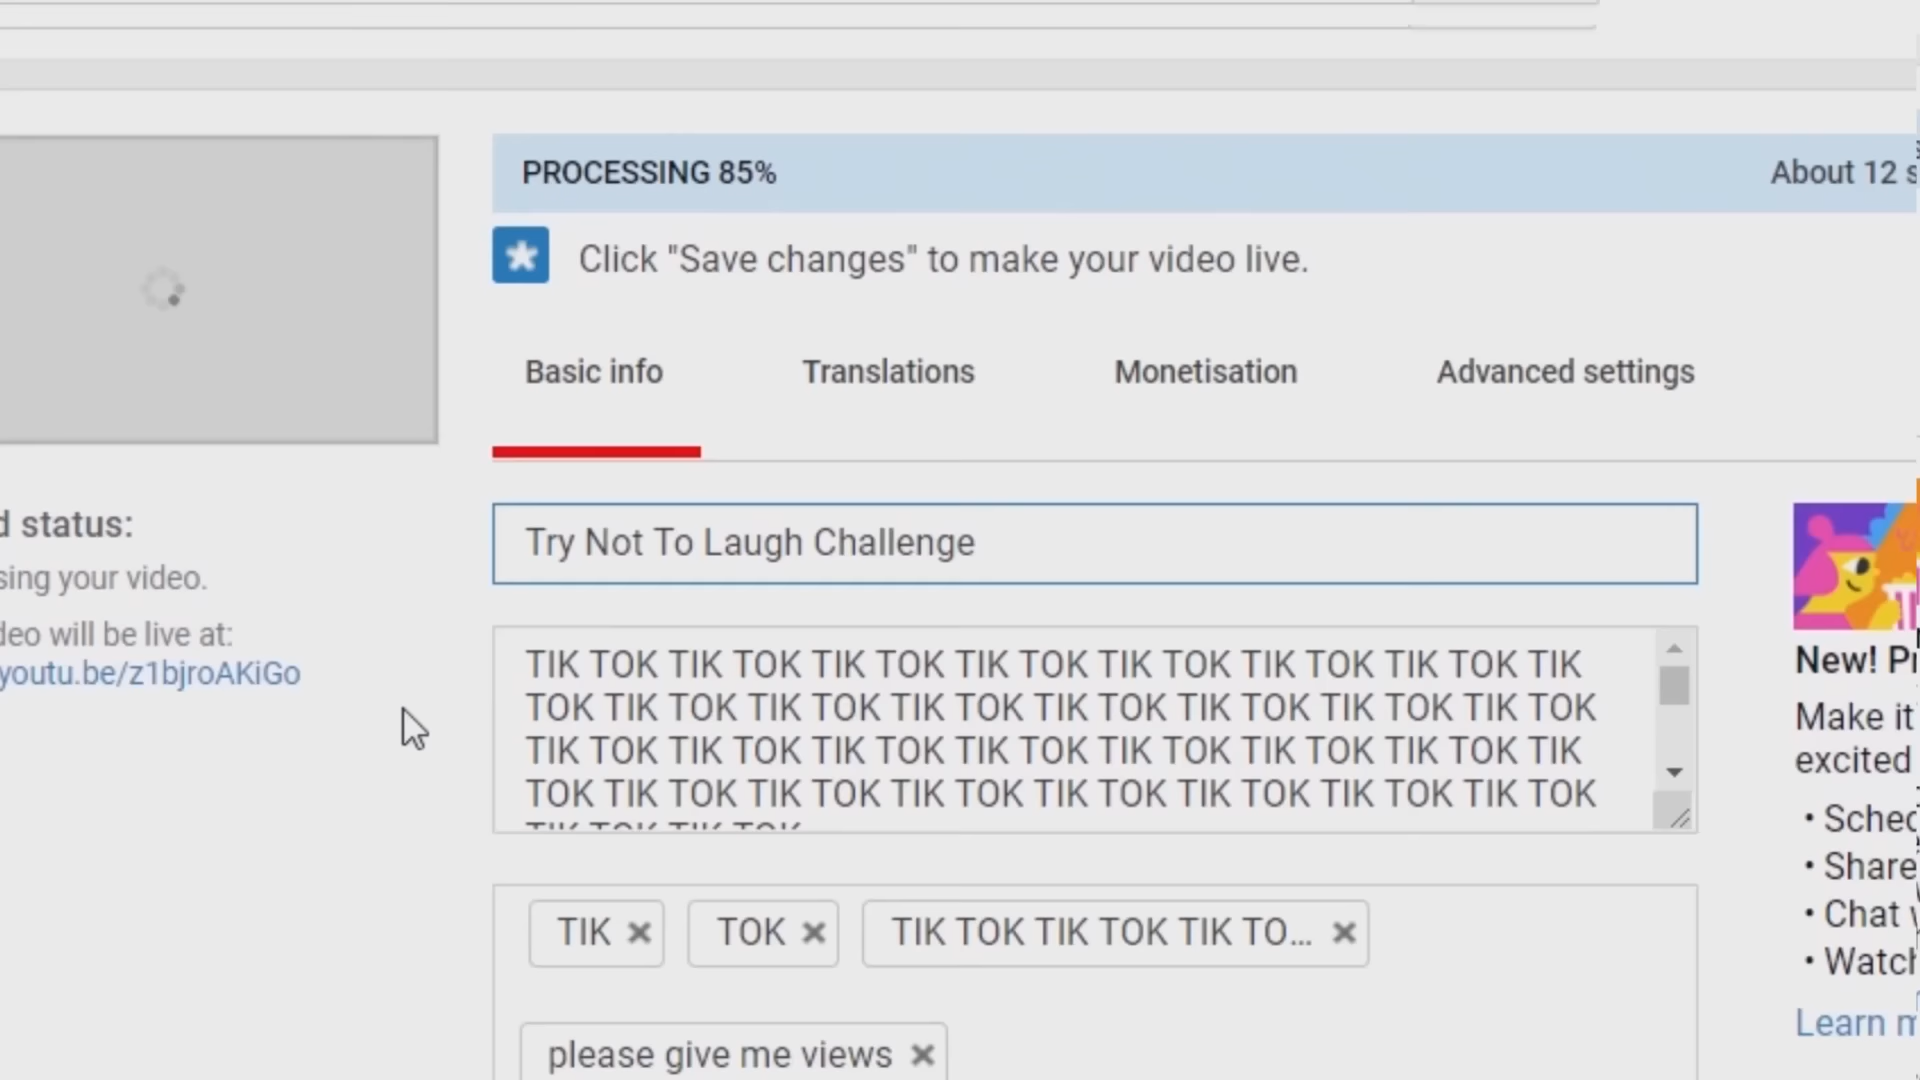 PROCESSING 85%
About 12 s
Click "Save changes" to make your video live.
Basic info
Translations
Monetisation
Advanced settings
d status:
sing your video.
deo will be live at:
youtu.be/z1bjroAKiGo
Try Not To Laugh Challenge
TIK TOK TIK TOK TIK TOK TIK TOK TIK TOK TIK TOK TIK TOK TIK
TOK TIK TOK TIK TOK TIK TOK TIK TOK TIK TOK TIK TOK TIK TOK
TIK TOK TIK TOK TIK TOK TIK TOK TIK TOK TIK TOK TIK TOK TIK
TOK TIK TOK TIK TOK TIK TOK TIK TOK TIK TOK TIK TOK TIK TOK
TIK TOK TIK TOK
TIK
TOK
TIK TOK TIK TOK TIK TO...
please give me views
New! Pr
Make it
excited
• Sched
• Share
• Chat
• Watch
Learn m